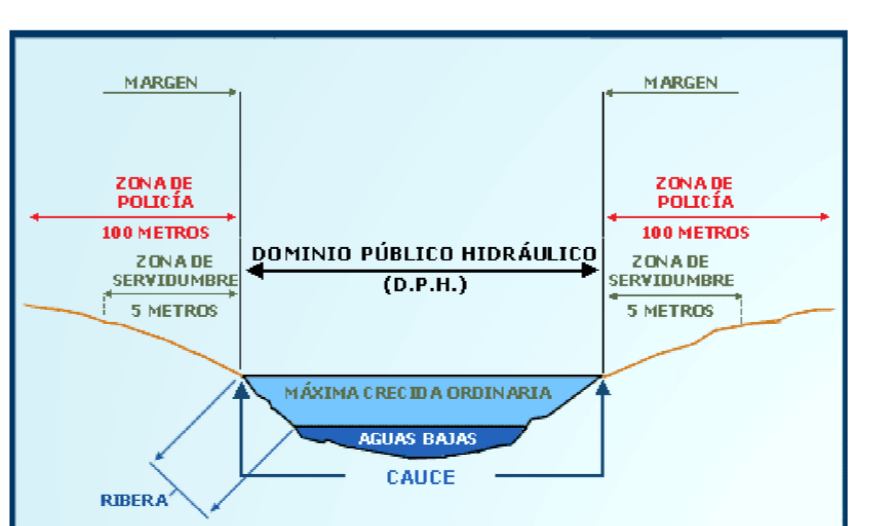 MARGEN
MARGEN
ZONA DE
POLICÍA
100 METROS
ZONA DE
POLICÍA
100 METROS
DOMINIO PÚBLICO HIDRÁULICO
(D.P.H.)
ZONA DE
SERVIDUMBRE
5 METROS
ZONA DE
SERVIDUMBRE
5 METROS
MÁXIMA CRECIDA ORDINARIA
AGUAS BAJAS
CAUCE
RIBERA